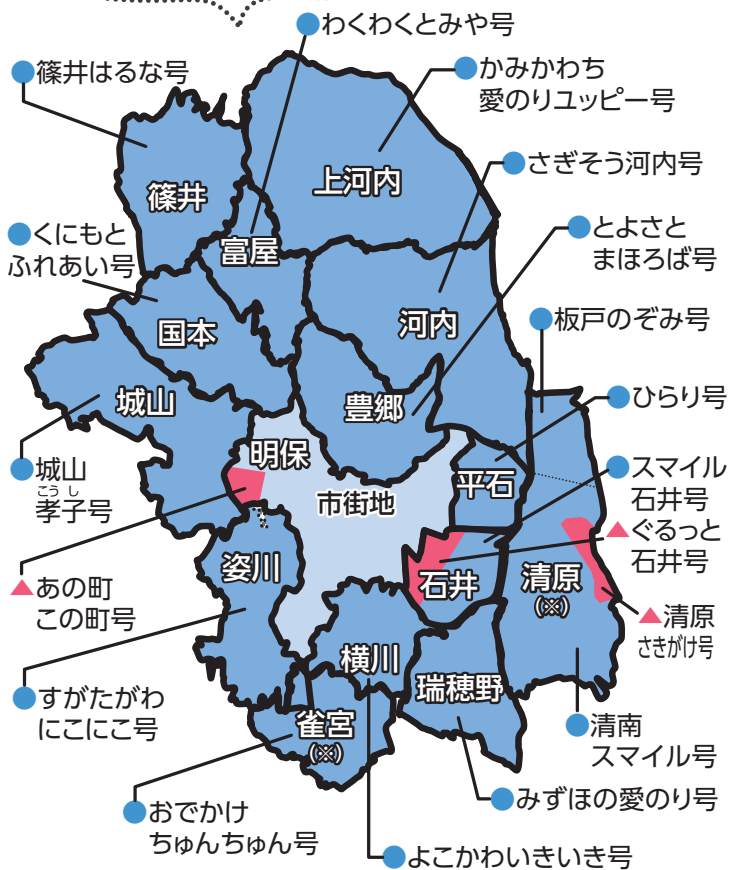 ●わくわくとみや号
●篠井はるな号
●かみかわち
愛のりユッピー号
●さぎそう河内号
●とよさと
まほろば号
●くにもと
ふれあい号
●板戸のぞみ号
●ひらり号
●スマイル
石井号
▲ぐるっと
石井号
●城山
こうし
孝子号
▲あの町
この町号
▲清原
さきがけ号
●すがたがわ
にこにこ号
●清南
スマイル号
●おでかけ
ちゅんちゅん号
●みずほの愛のり号
●よこかわいきいき号
篠井
上河内
富屋
国本
河内
城山
豊郷
明保
平石
市街地
姿川
石井
清原
(※)
横川
瑞穂野
雀宮
(※)